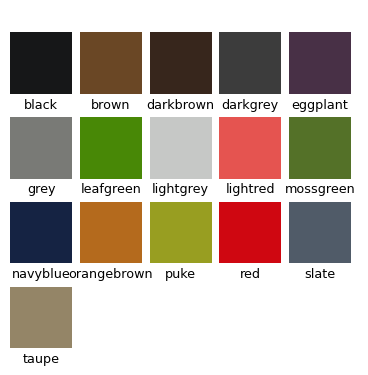 black brown darkbrown darkgrey eggplant
grey leafgreen lightgrey lightred mossgreen
navyblue orangebrown puke red slate
taupe